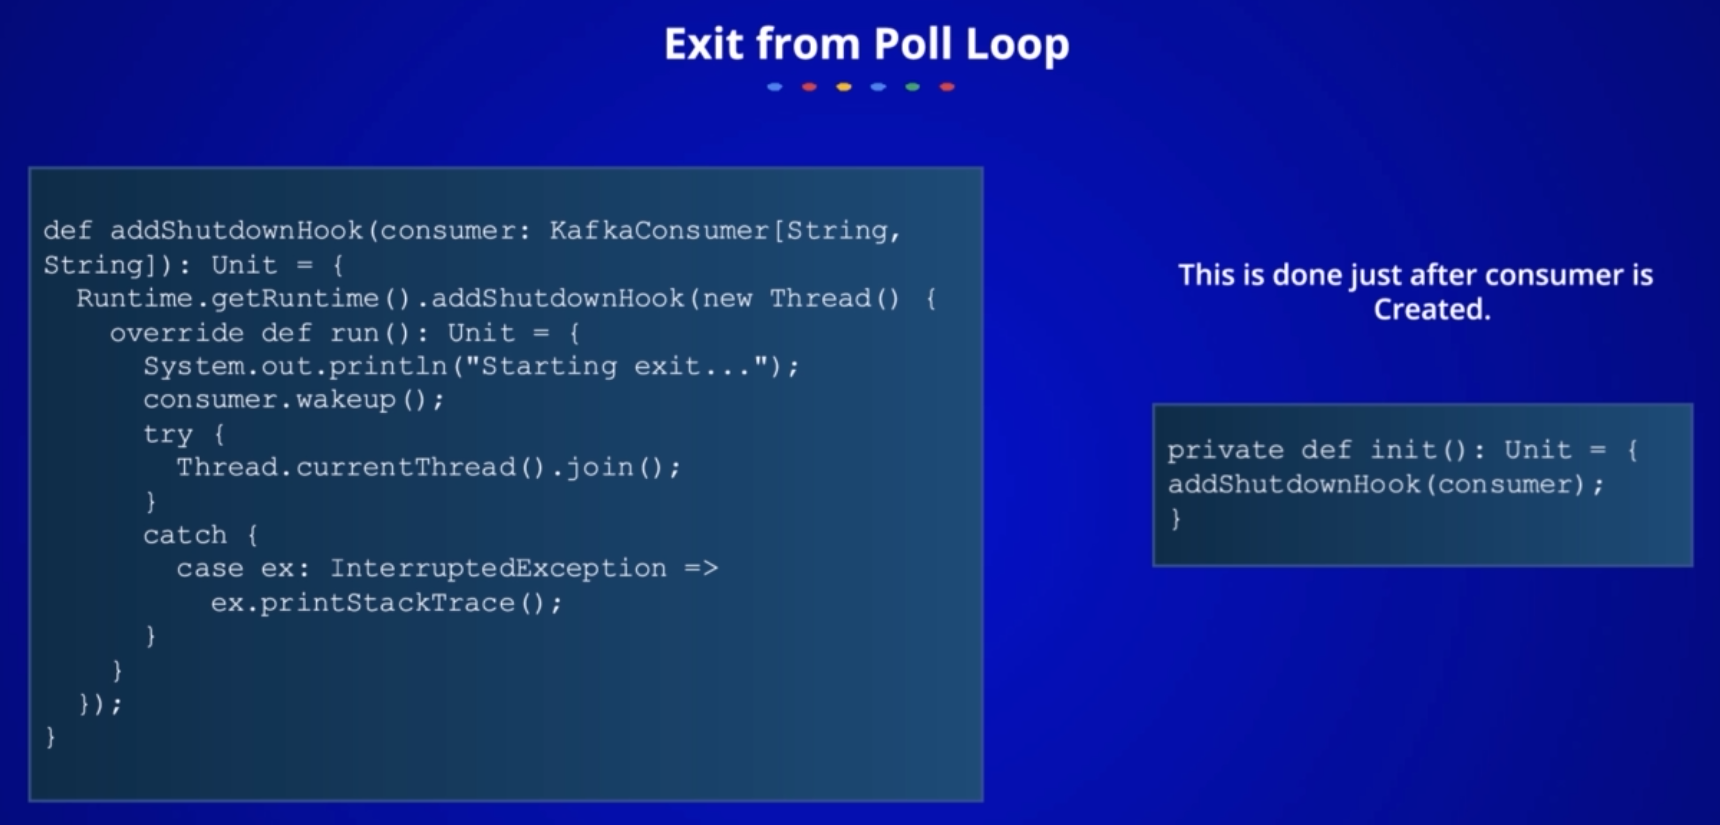 Exit from Poll Loop
def addShutdownHook(consumer: KafkaConsumer[String,
String]): Unit = {
  Runtime.getRuntime().addShutdownHook(new Thread() {
    override def run(): Unit = {
      System.out.println("Starting exit...");
      consumer.wakeup();
      try {
        Thread.currentThread().join();
      }
      catch {
        case ex: InterruptedException =>
          ex.printStackTrace();
      }
    }
  });
}
This is done just after consumer is
Created.
private def init(): Unit = {
addShutdownHook(consumer);
}